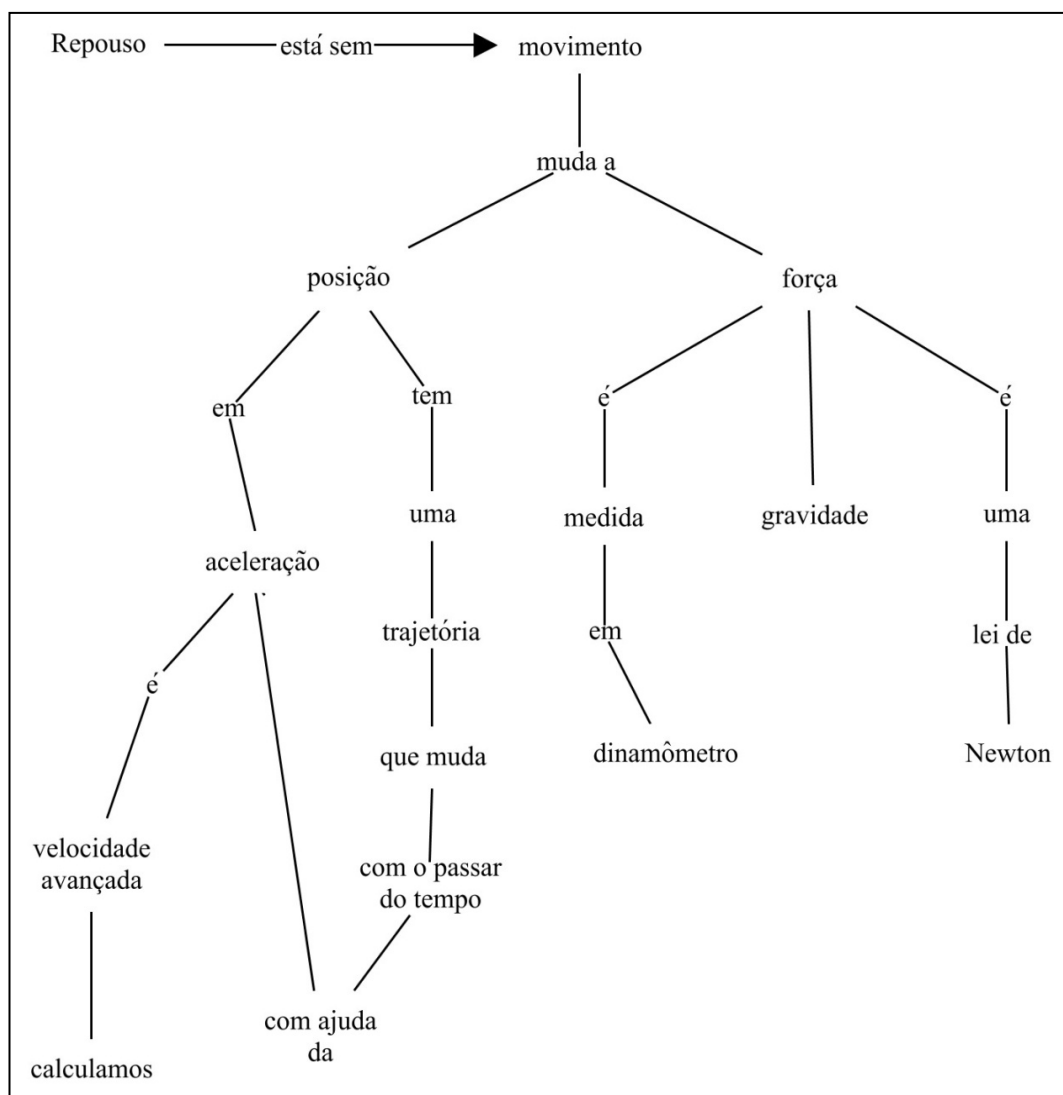 Repouso está sem movimento
muda a
posição força
em tem é é
uma medida gravidade uma
aceleração
trajetória em lei de
é
que muda dinamômetro Newton
velocidade
avançada
com o passar
do tempo
com ajuda
da
calculamos